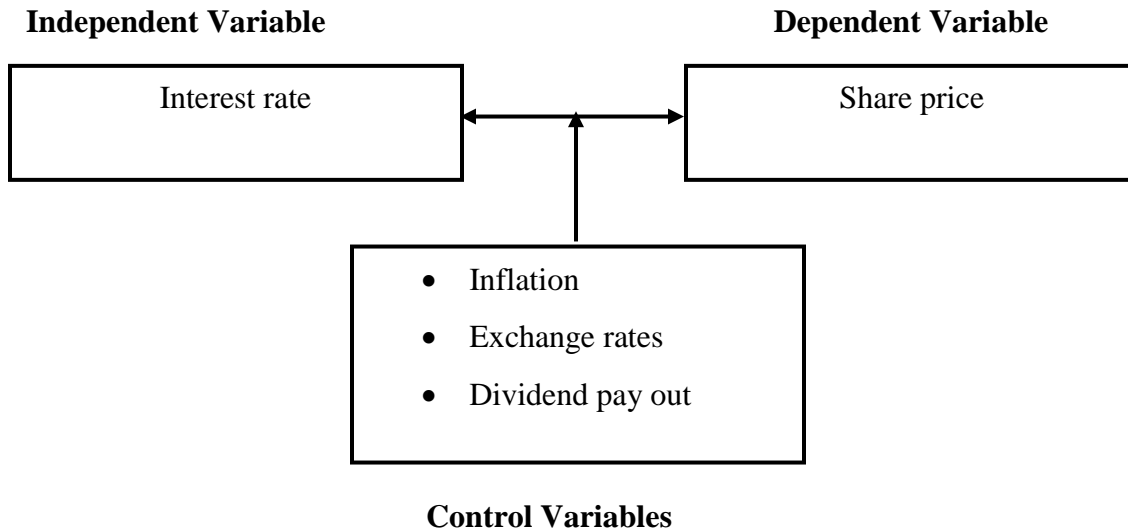 Independent Variable
Dependent Variable
Interest rate
Share price
• Inflation
• Exchange rates
• Dividend pay out
Control Variables